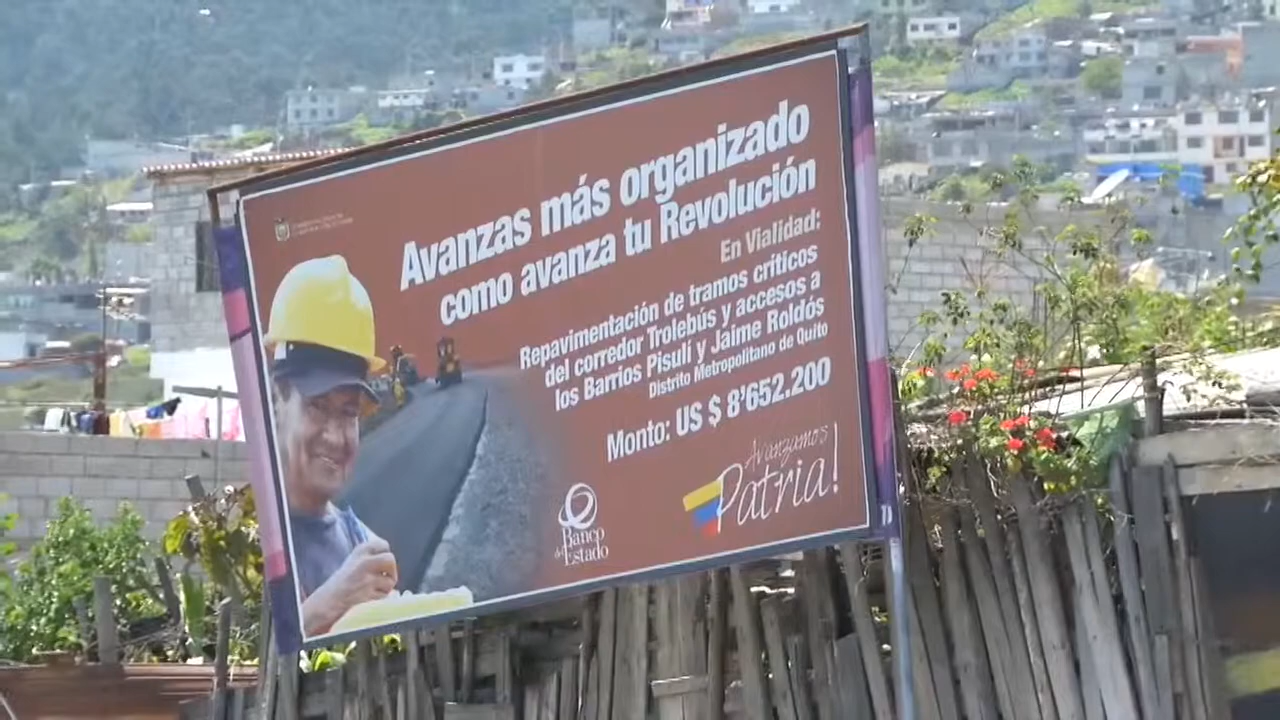 Avanzas más organizado
como avanza tu Revolución
En Vialidad:
Repavimentación de tramos críticos
del corredor Trolebús y accesos a
los Barrios Pisulí y Jaime Roldós
Distrito Metropolitano de Quito
Monto: US $ 8'652.200
Avanzamos
Patria!
Banco
del Estado